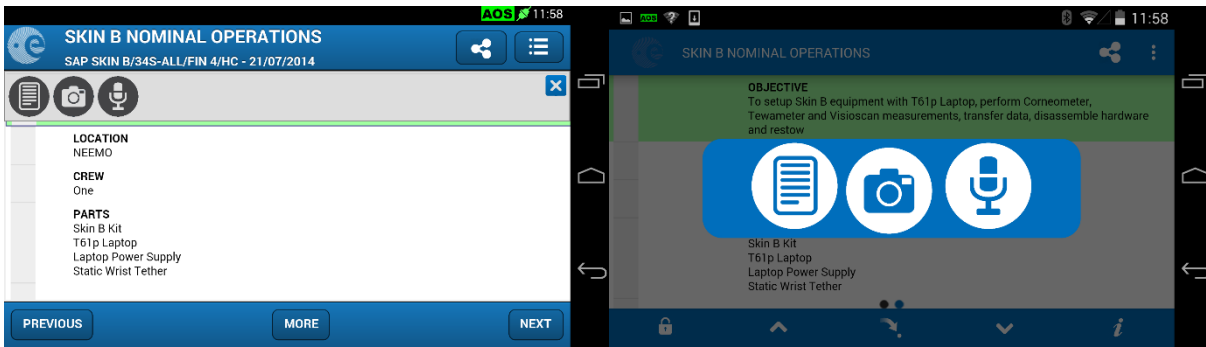 AOS 11:58
SKIN B NOMINAL OPERATIONS
SAP SKIN B/34S-ALL/FIN 4/HC - 21/07/2014
LOCATION
NEEMO
CREW
One
PARTS
Skin B Kit
T61p Laptop
Laptop Power Supply
Static Wrist Tether
PREVIOUS
MORE
NEXT
AOS
11:58
SKIN B NOMINAL OPERATIONS
OBJECTIVE
To setup Skin B equipment with T61p Laptop, perform Corneometer,
Tewameter and Visioscan measurements, transfer data, disassemble hardware
and restow
Skin B Kit
T61p Laptop
Laptop Power Supply
Static Wrist Tether